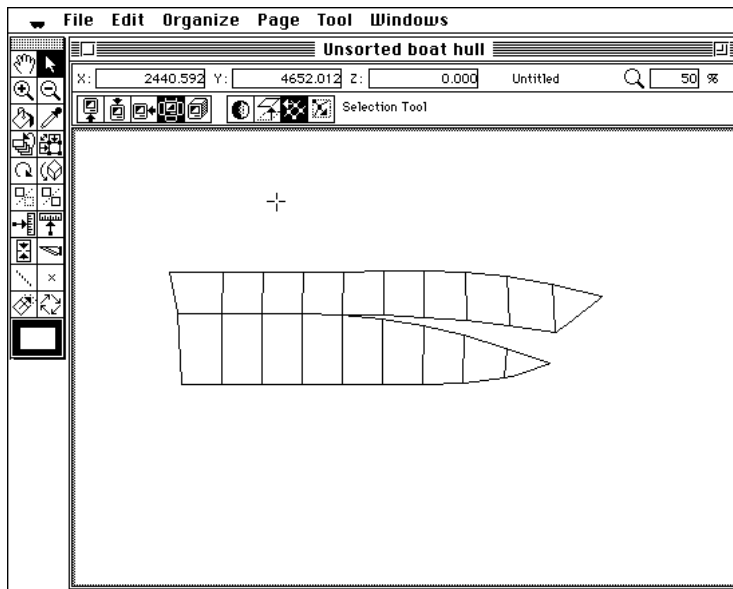 File Edit Organize Page Tool Windows
Unsorted boat hull
X: 2440.592 Y: 4652.012 Z: 0.000 Untitled 50 %
Selection Tool